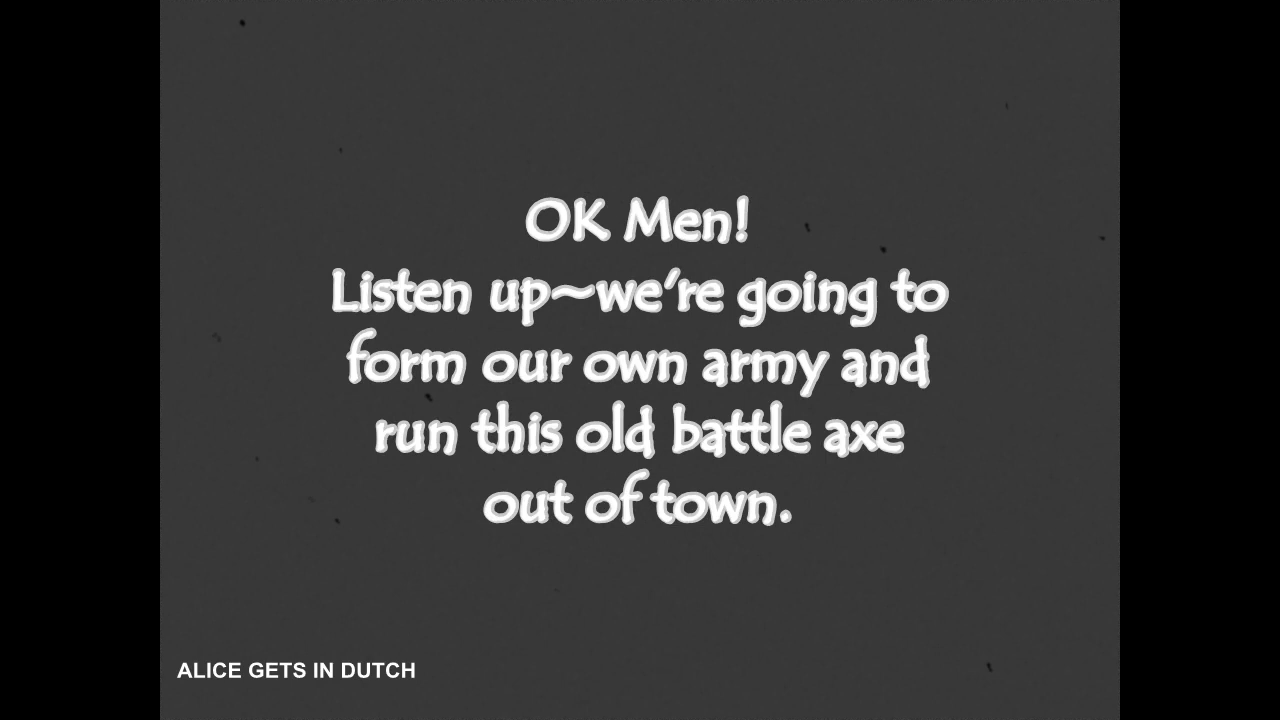 OK Men!
Listen up~we're going to
form our own army and
run this old battle axe
out of town.
ALICE GETS IN DUTCH